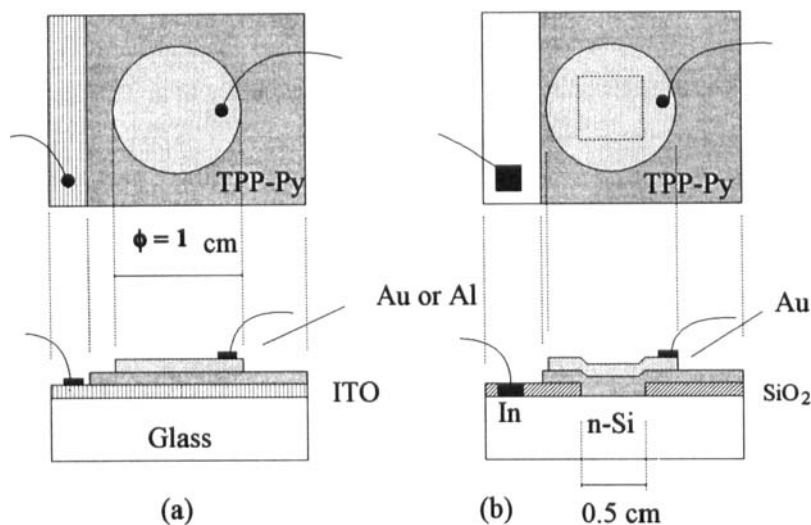 TPP-Py
ϕ = 1 cm
Au or Al
ITO
Glass
(a)
TPP-Py
Au
SiO₂
In
n-Si
0.5 cm
(b)